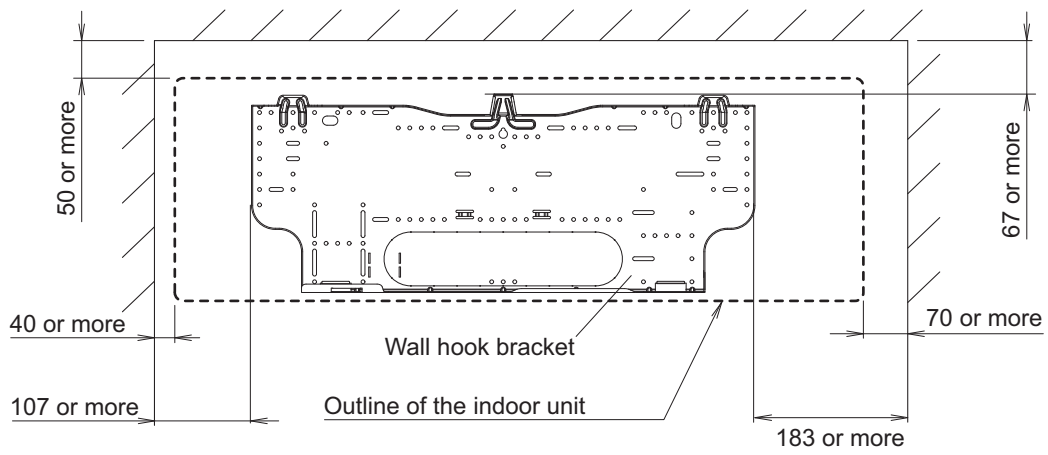 50 or more
67 or more
40 or more
70 or more
Wall hook bracket
107 or more
Outline of the indoor unit
183 or more